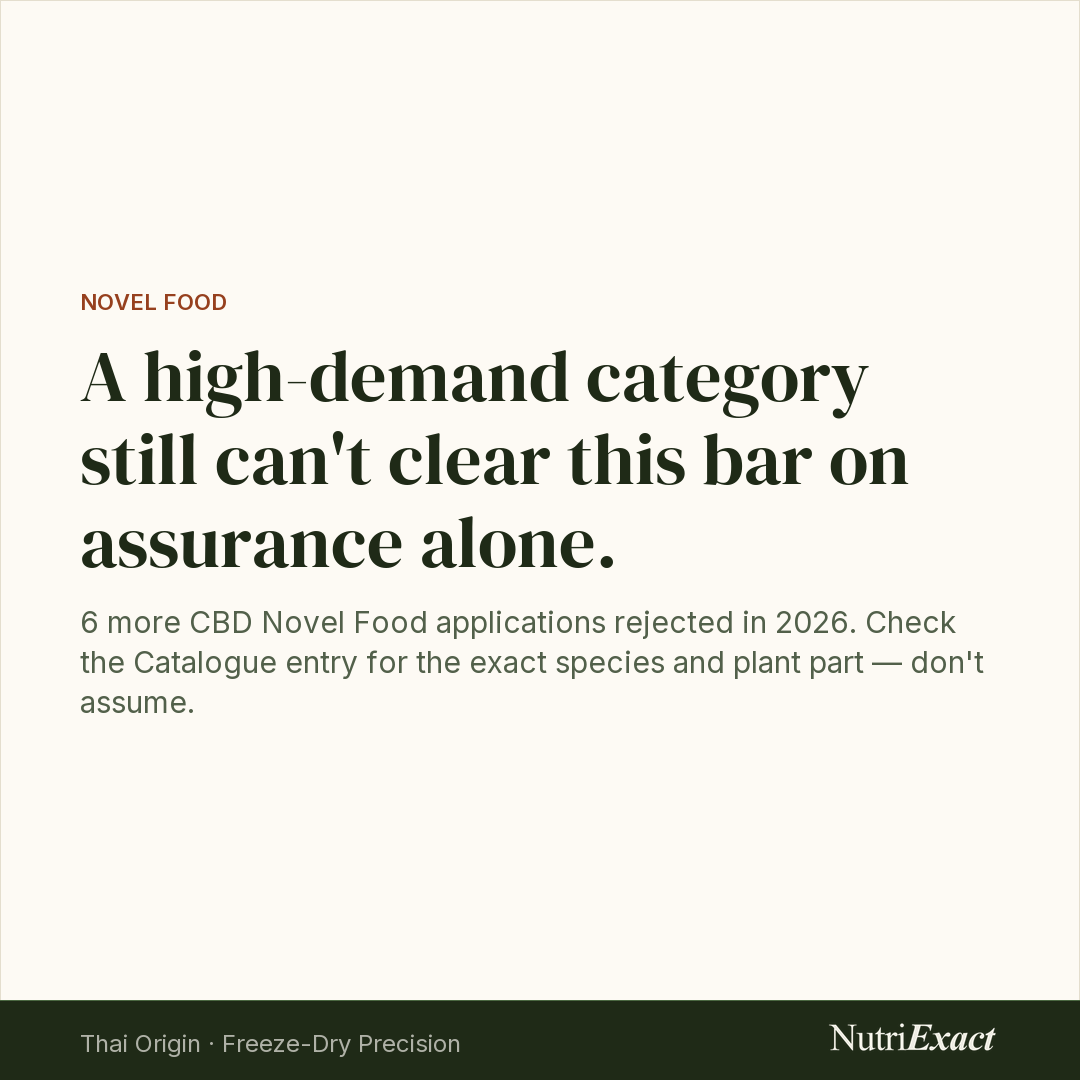 NOVEL FOOD
A high-demand category
still can't clear this bar on
assurance alone.
6 more CBD Novel Food applications rejected in 2026. Check
the Catalogue entry for the exact species and plant part — don't
assume.
Thai Origin · Freeze-Dry Precision
NutriExact